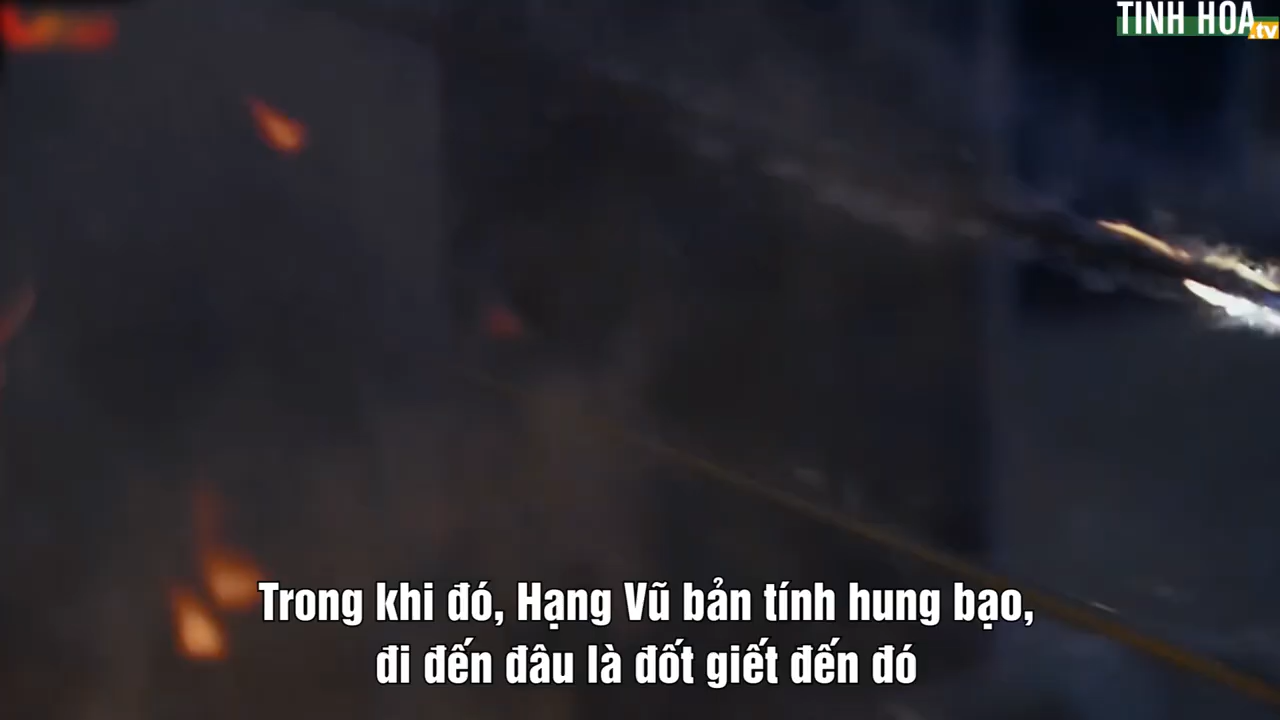 TINH HOA
.tv
Trong khi đó, Hạng Vũ bản tính hung bạo,
đi đến đâu là đốt giết đến đó